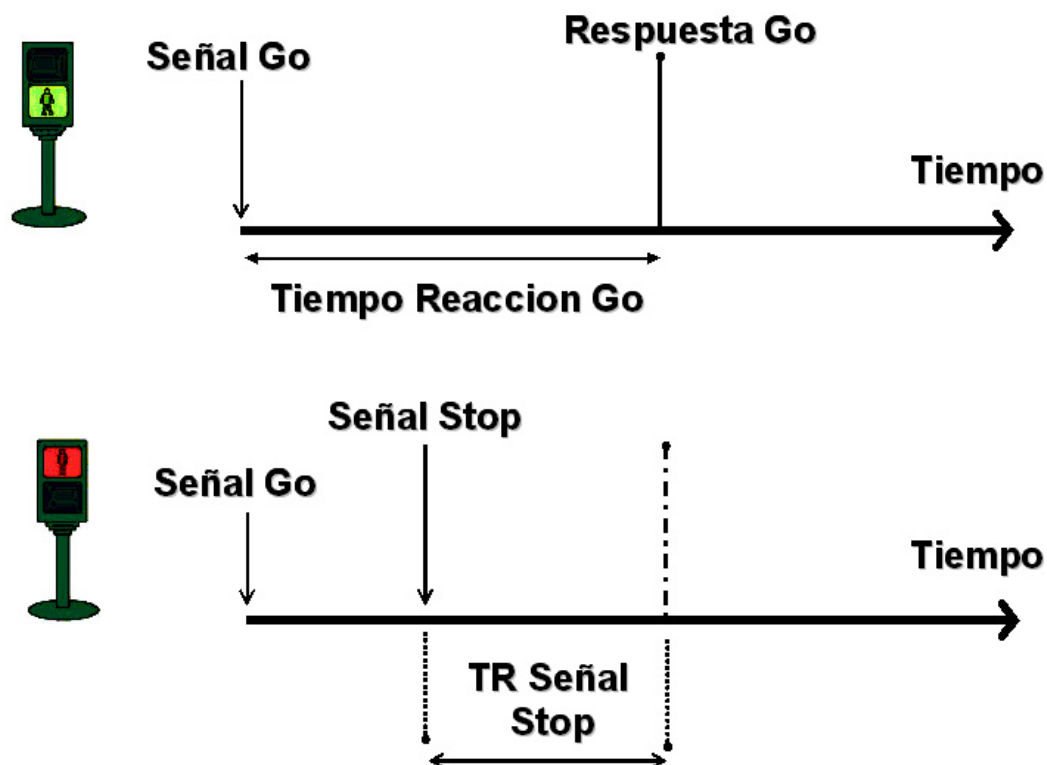 Señal Go
Respuesta Go
Tiempo
Tiempo Reaccion Go
Señal Stop
Señal Go
Tiempo
TR Señal
Stop